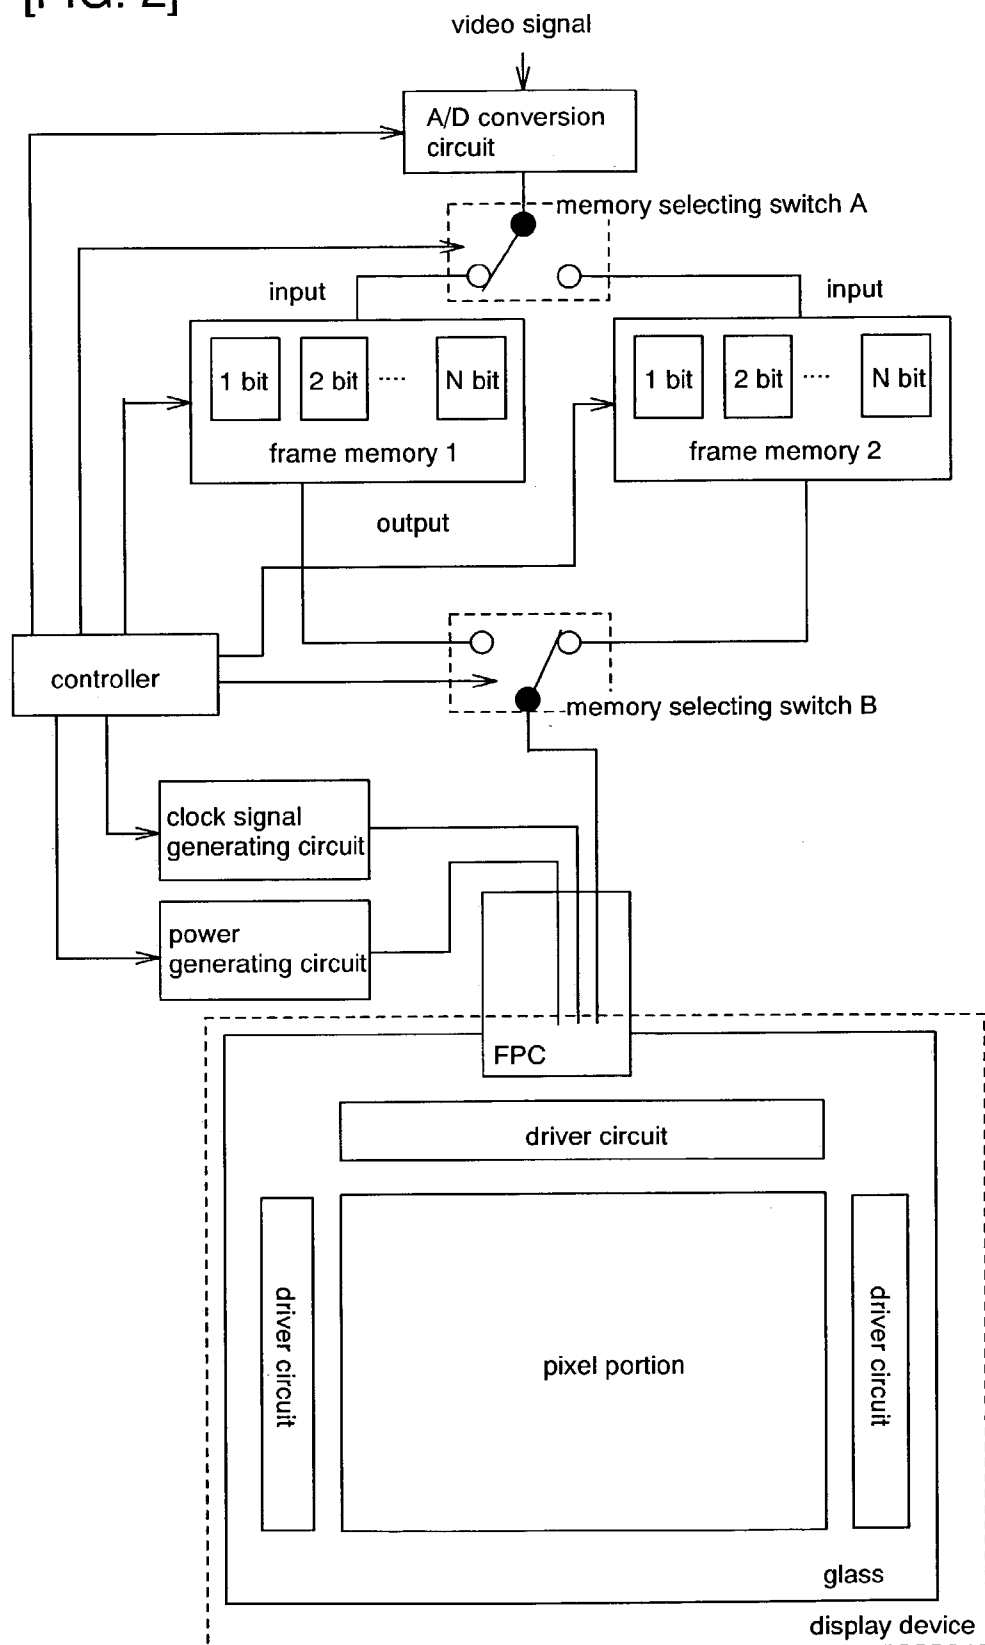 [FIG. 2]
video signal
A/D conversion
circuit
memory selecting switch A
input
input
1 bit
2 bit
....
N bit
frame memory 1
1 bit
2 bit
....
N bit
frame memory 2
output
controller
memory selecting switch B
clock signal
generating circuit
power
generating circuit
FPC
driver circuit
driver circuit
pixel portion
driver circuit
glass
display device